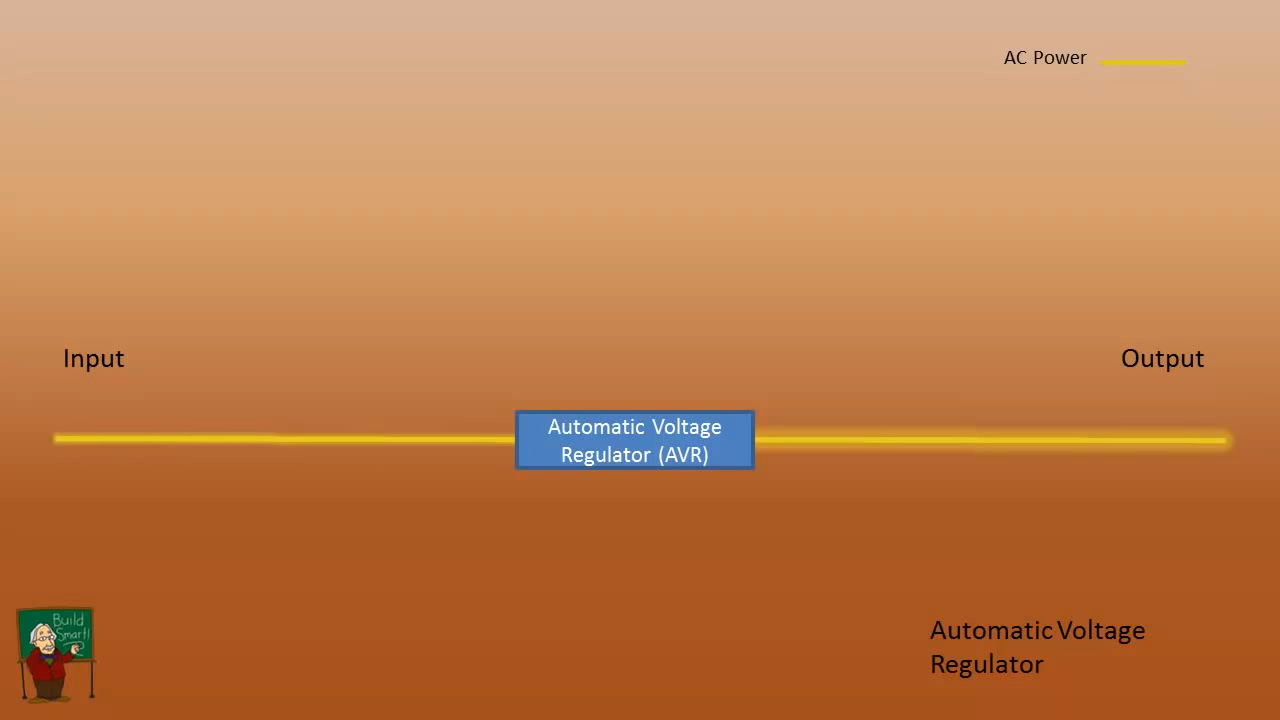 AC Power
Input
Output
Automatic Voltage
Regulator (AVR)
Build
Smart!
Automatic Voltage
Regulator